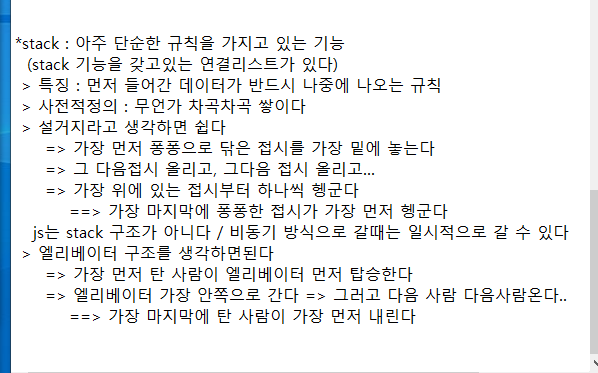 *stack : 아주 단순한 규칙을 가지고 있는 기능
(stack 기능을 갖고있는 연결리스트가 있다)
> 특징 : 먼저 들어간 데이터가 반드시 나중에 나오는 규칙
> 사전적정의 : 무언가 차곡차곡 쌓이다
> 설거지라고 생각하면 쉽다
=> 가장 먼저 퐁퐁으로 닦은 접시를 가장 밑에 놓는다
=> 그 다음접시 올리고, 그다음 접시 올리고...
=> 가장 위에 있는 접시부터 하나씩 헹군다
==> 가장 마지막에 퐁퐁한 접시가 가장 먼저 헹군다
js는 stack 구조가 아니다 / 비동기 방식으로 갈때는 일시적으로 갈 수 있다
> 엘리베이터 구조를 생각하면된다
=> 가장 먼저 탄 사람이 엘리베이터 먼저 탑승한다
=> 엘리베이터 가장 안쪽으로 간다 => 그러고 다음 사람 다음사람온다..
==> 가장 마지막에 탄 사람이 가장 먼저 내린다